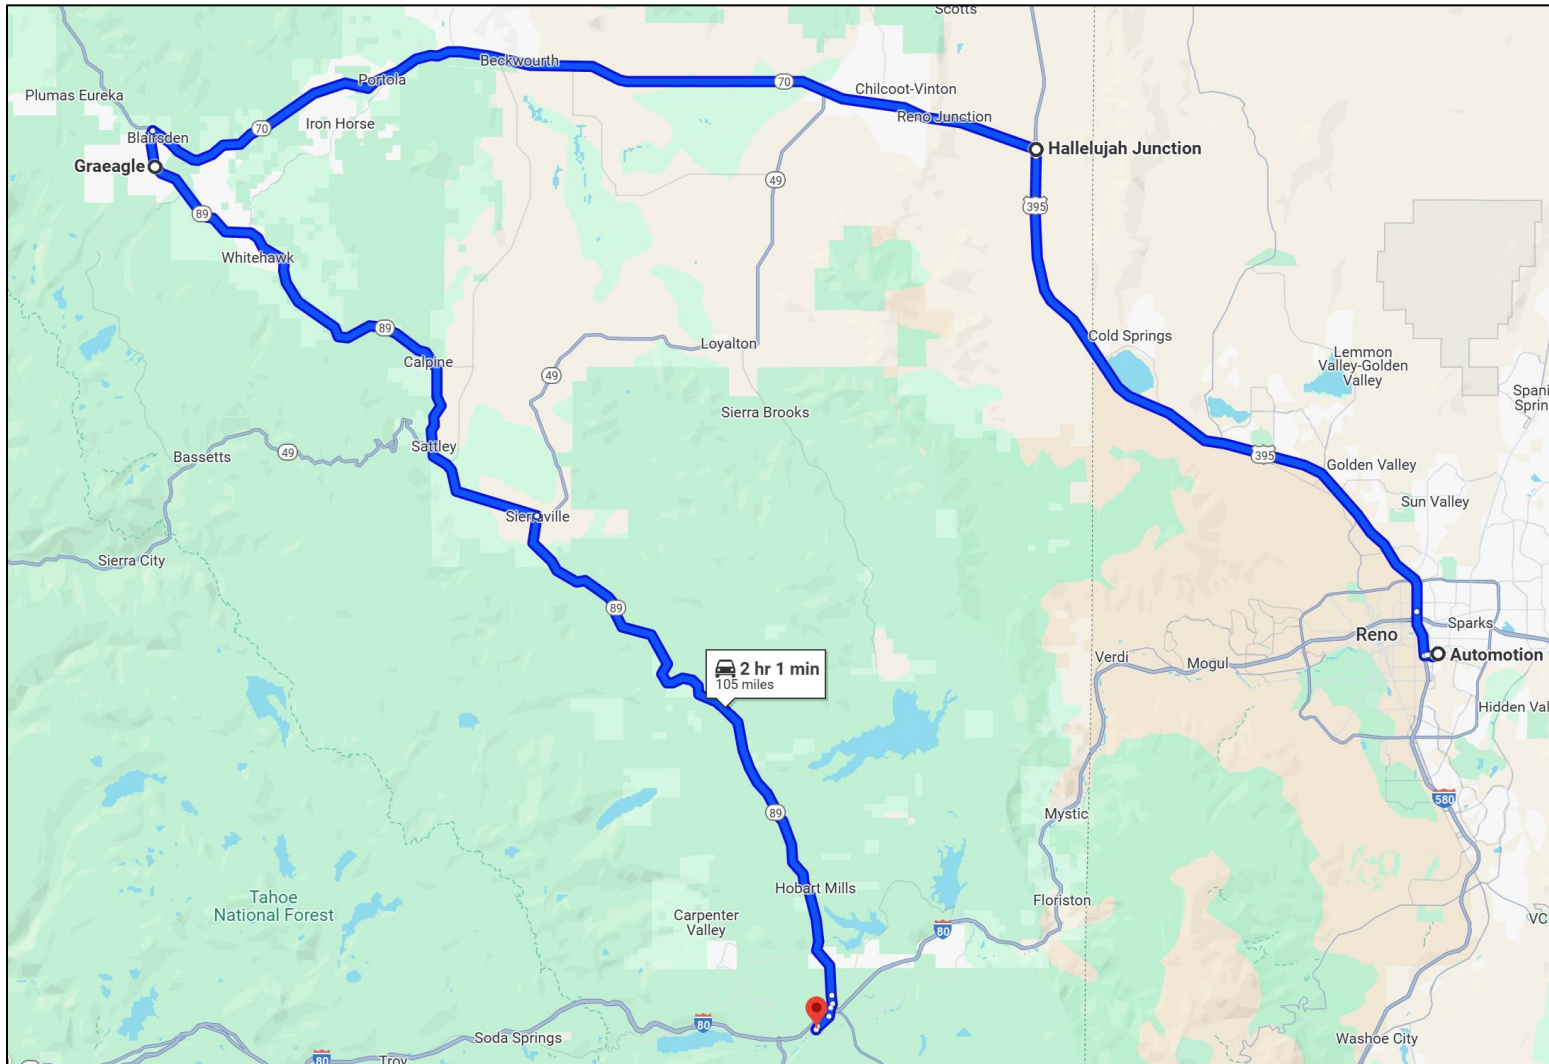 Scotts
Beckwourth
Portola
70
Chilcoot-Vinton
Plumas Eureka
Reno Junction
Iron Horse
70
Blairsden
Hallelujah Junction
Graeagle
49
395
89
Whitehawk
89
Cold Springs
Loyalton
Lemmon
Valley-Golden
Valley
Calpine
49
Spani
Sprin
Sierra Brooks
Sattley
49
Bassetts
395
Golden Valley
Sun Valley
Sierraville
Sierra City
89
Sparks
Reno
Automotion
Verdi
Mogul
2 hr 1 min
105 miles
Hidden Val
580
89
Mystic
Hobart Mills
Tahoe
National Forest
Floriston
Carpenter
Valley
VC
80
80
Soda Springs
Washoe City
80
Troy